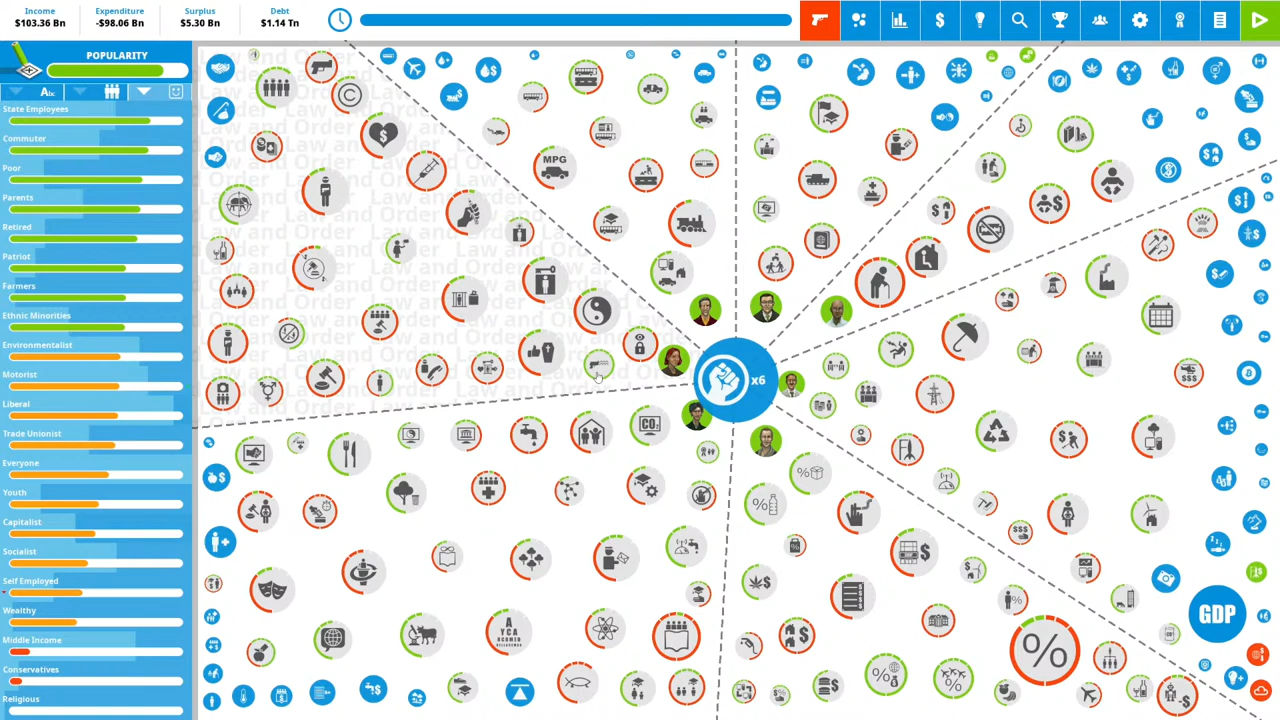 Income
$103.36 Bn
Expenditure
-$98.06 Bn
Surplus
$5.30 Bn
Debt
$1.14 Tn
POPULARITY
Abc
State Employees
Commuter
Poor
Parents
Retired
Patriot
Farmers
Ethnic Minorities
Environmentalist
Motorist
Liberal
Trade Unionist
Everyone
Youth
Capitalist
Socialist
Self Employed
Wealthy
Middle Income
Conservatives
Religious
Law and Order
MPG
x6
CO2
GDP